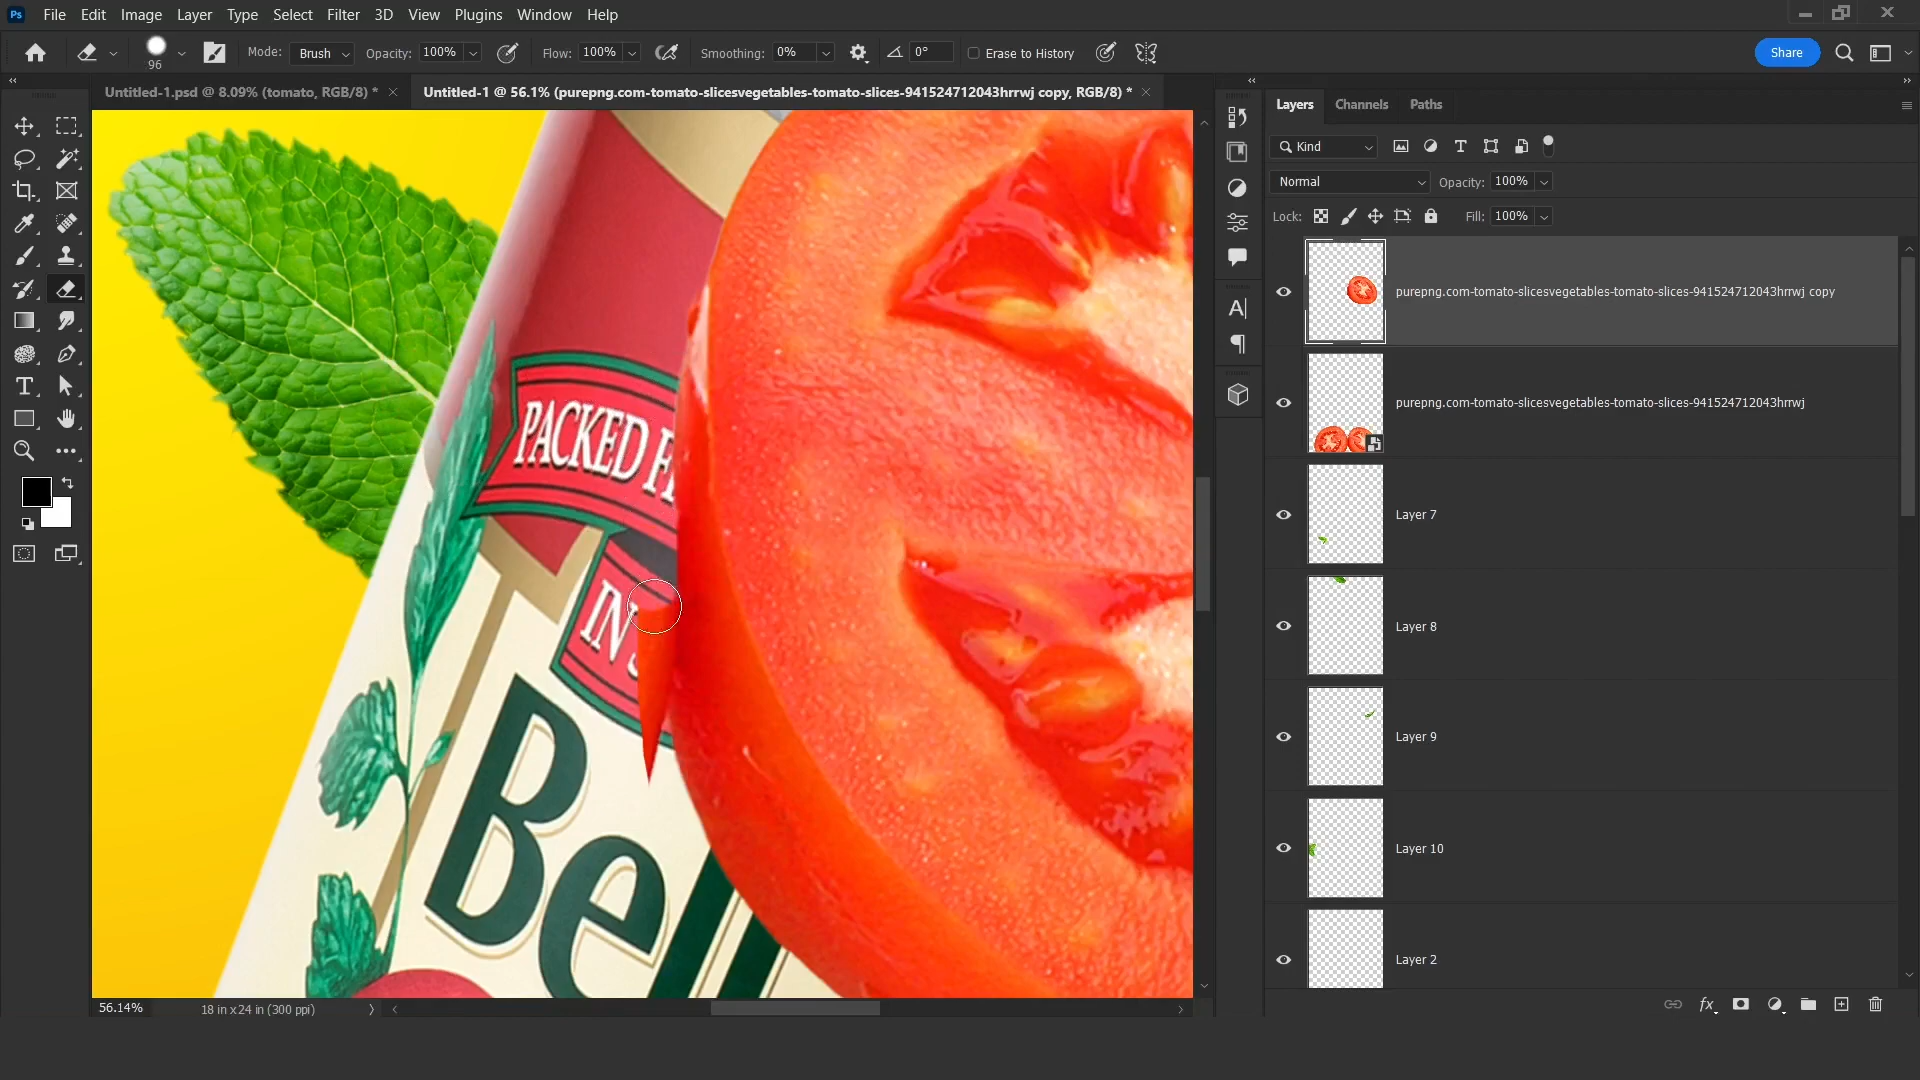 Ps File Edit Image Layer Type Select Filter 3D View Plugins Window Help
96 Mode: Brush Opacity: 100% Flow: 100% Smoothing: 0% 0° Erase to History Share
Untitled-1.psd @ 8.09% (tomato, RGB/8) * Untitled-1 @ 56.1% (purepng.com-tomato-slicesvegetables-tomato-slices-941524712043hrrwj copy, RGB/8) *
Layers Channels Paths
Kind
Normal Opacity: 100%
Lock: Fill: 100%
purepng.com-tomato-slicesvegetables-tomato-slices-941524712043hrrwj copy
purepng.com-tomato-slicesvegetables-tomato-slices-941524712043hrrwj
Layer 7
Layer 8
Layer 9
Layer 10
Layer 2
PACKED
IN
Bel
56.14% 18 in x 24 in (300 ppi)